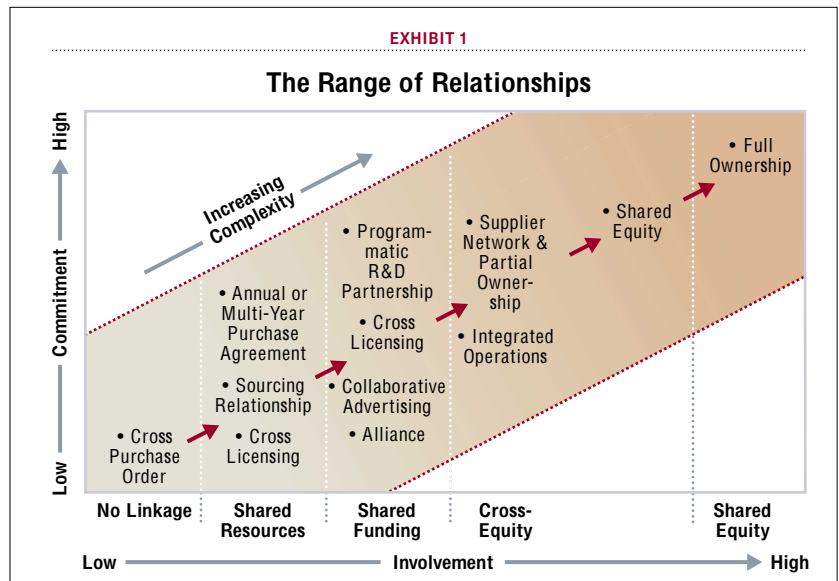 EXHIBIT 1
The Range of Relationships
High
Commitment
Low
Increasing
Complexity
• Cross
Purchase
Order
• Annual or
Multi-Year
Purchase
Agreement
• Sourcing
Relationship
• Cross
Licensing
• Program-
matic
R&D
Partnership
• Cross
Licensing
• Collaborative
Advertising
• Alliance
• Supplier
Network &
Partial
Owner-
ship
• Integrated
Operations
• Shared
Equity
• Full
Ownership
No Linkage
Shared
Resources
Shared
Funding
Cross-
Equity
Shared
Equity
Low
Involvement
High